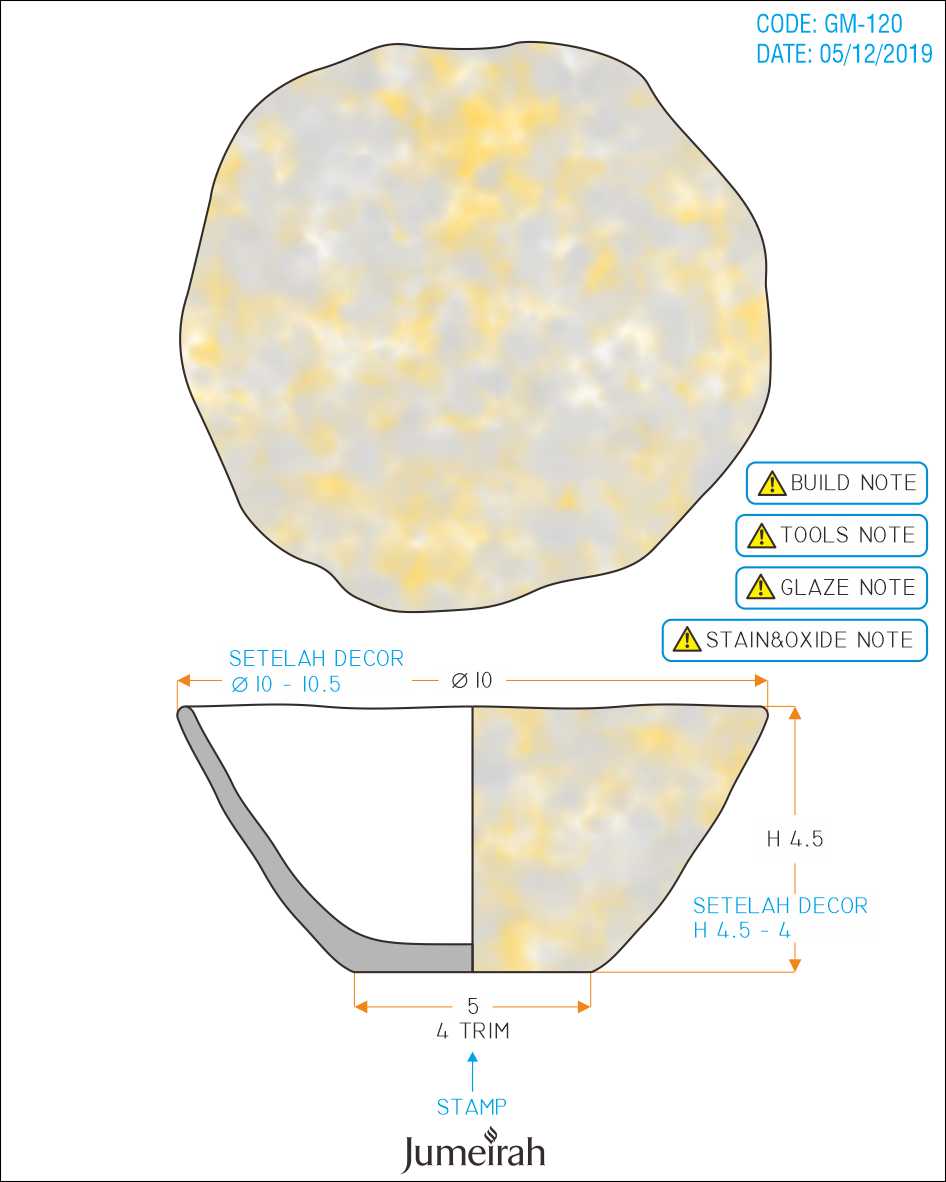 CODE: GM-120
DATE: 05/12/2019
BUILD NOTE
TOOLS NOTE
GLAZE NOTE
STAIN&OXIDE NOTE
SETELAH DECOR
Ø 10 - 10.5
Ø 10
H 4.5
SETELAH DECOR
H 4.5 - 4
5
4 TRIM
STAMP
Jumeirah